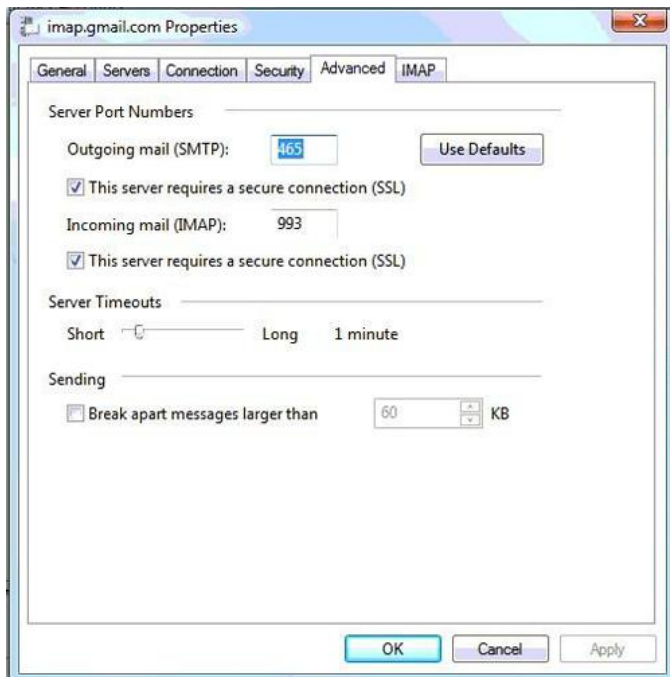 imap.gmail.com Properties
General Servers Connection Security Advanced IMAP
Server Port Numbers
Outgoing mail (SMTP): 465 Use Defaults
This server requires a secure connection (SSL)
Incoming mail (IMAP): 993
This server requires a secure connection (SSL)
Server Timeouts
Short Long 1 minute
Sending
Break apart messages larger than 60 KB
OK Cancel Apply